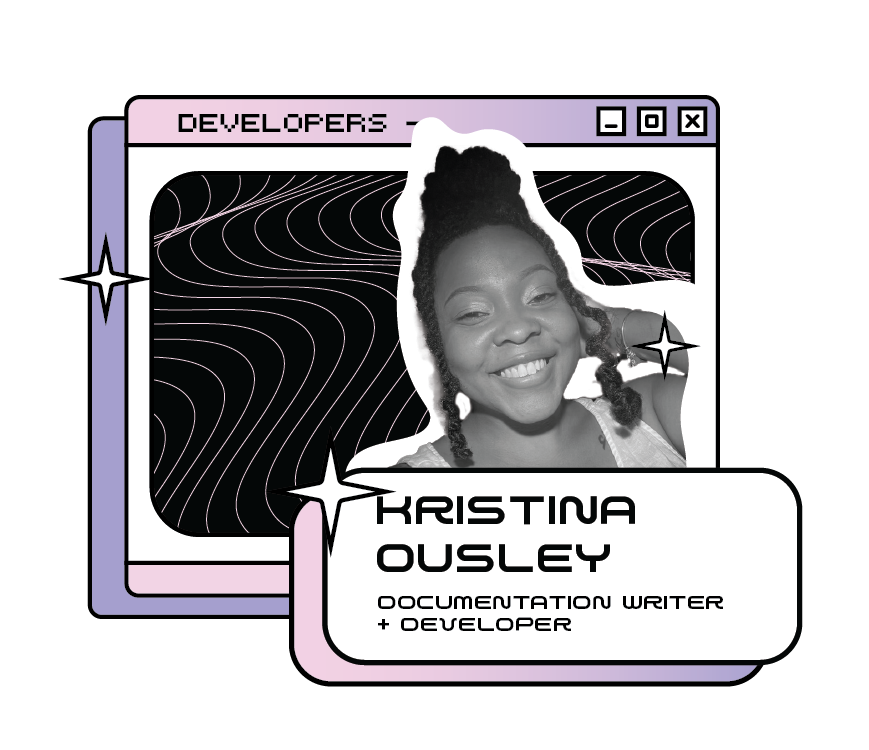 DEVELOPERS -
KRISTINA
OUSLEY
DOCUMENTATION WRITER
+ DEVELOPER